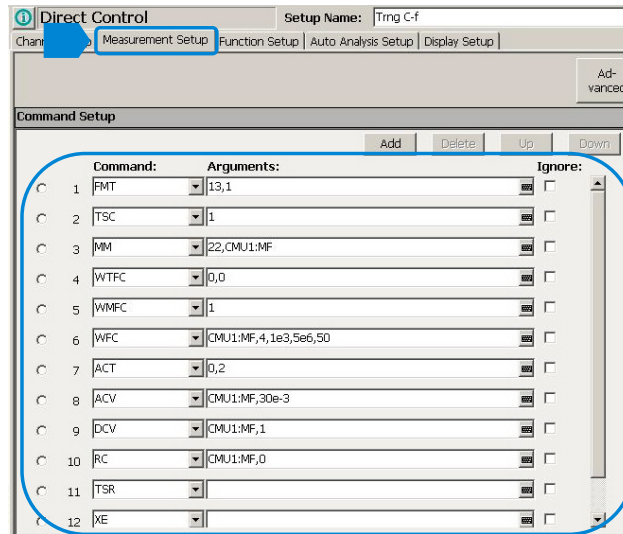 Direct Control Setup Name: Trng C-f
Measurement Setup Function Setup Auto Analysis Setup Display Setup
Ad-
vanced
Command Setup
Add Delete Up Down
Command: Arguments: Ignore:
1 FMT 13,1
2 TSC 1
3 MM 22,CMU1:MF
4 WTFC 0,0
5 WMFC 1
6 WFC CMU1:MF,4,1e3,5e6,50
7 ACT 0,2
8 ACV CMU1:MF,30e-3
9 DCV CMU1:MF,1
10 RC CMU1:MF,0
11 TSR
12 XE